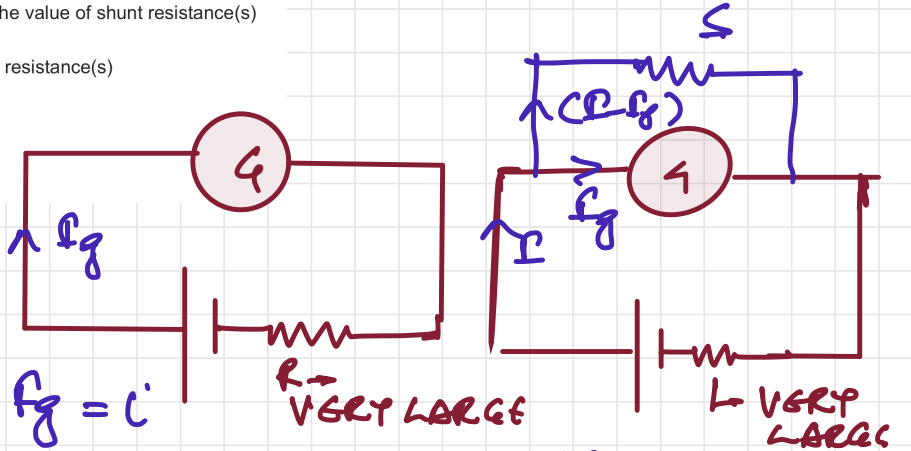 he value of shunt resistance(s)
resistance(s)
S
(I-Ig)
G
G
Ig
Ig
I
R →
VERY LARGE
Ig = i
VERY
LARGE